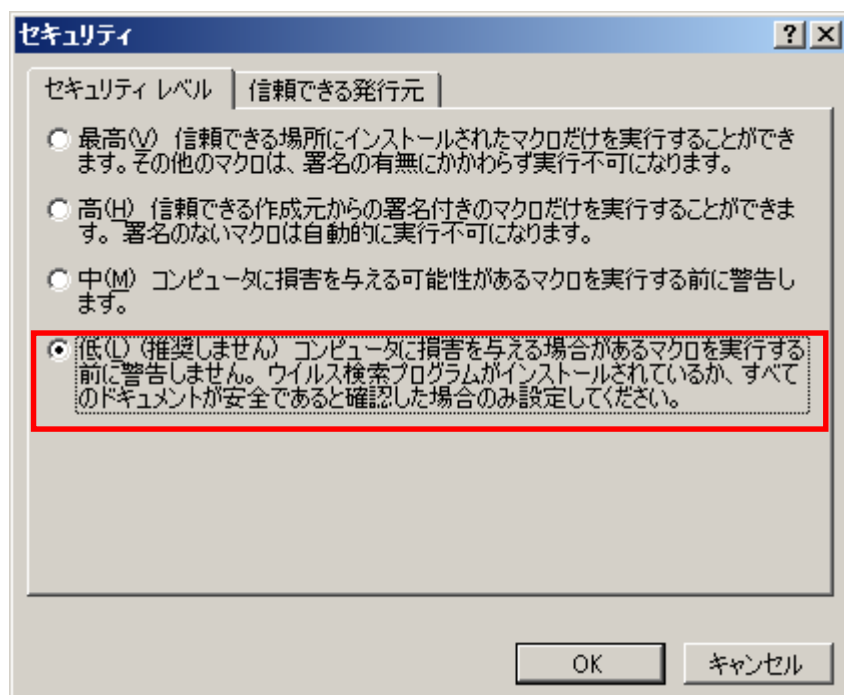 セキュリティ
セキュリティ レベル
信頼できる発行元
最高(V) 信頼できる場所にインストールされたマクロだけを実行することができ
ます。その他のマクロは、署名の有無にかかわらず実行不可になります。
高(H) 信頼できる作成元からの署名付きのマクロだけを実行することができま
す。署名のないマクロは自動的に実行不可になります。
中(M) コンピュータに損害を与える可能性があるマクロを実行する前に警告し
ます。
低(L) (推奨しません) コンピュータに損害を与える場合があるマクロを実行する
前に警告しません。ウイルス検索プログラムがインストールされているか、すべて
のドキュメントが安全であると確認した場合のみ設定してください。
OK
キャンセル